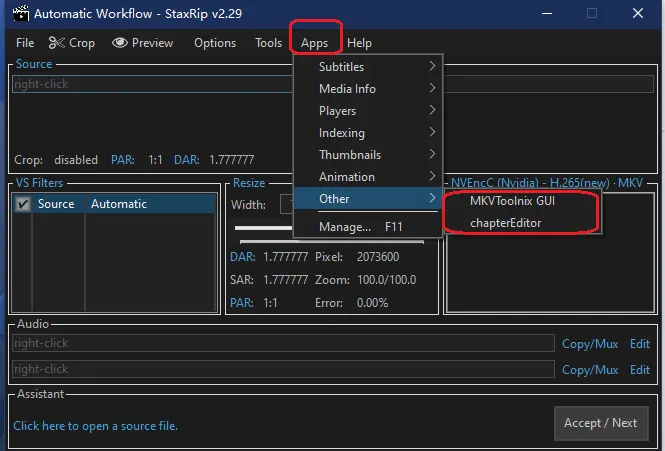 Automatic Workflow - StaxRip v2.29
File Crop Preview Options Tools Apps Help
Source
right-click
Subtitles
Media Info
Players
Indexing
Thumbnails
Animation
Other
Manage... F11
MKVToolnix GUI
chapterEditor
Crop: disabled PAR: 1:1 DAR: 1.777777
VS Filters
Source Automatic
Resize
Width:
DAR: 1.777777 Pixel: 2073600
SAR: 1.777777 Zoom: 100.0/100.0
PAR: 1:1 Error: 0.00%
NVEncC (Nvidia) - H.265(new) · MKV
Audio
right-click Copy/Mux Edit
right-click Copy/Mux Edit
Assistant
Click here to open a source file.
Accept / Next